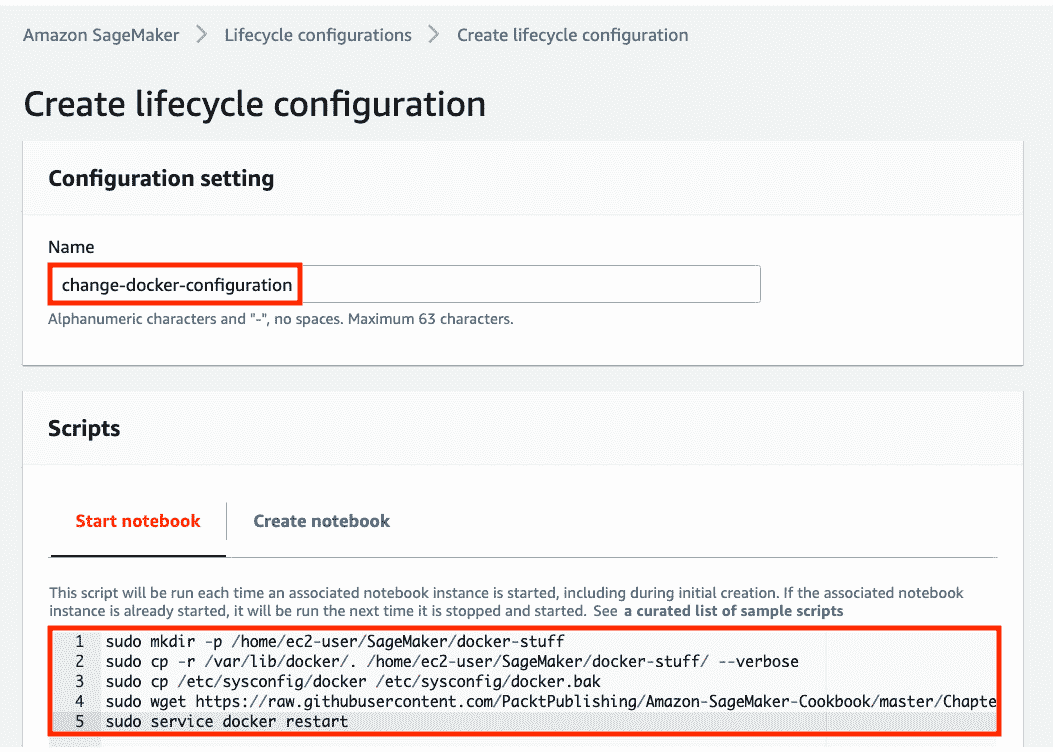 Amazon SageMaker > Lifecycle configurations > Create lifecycle configuration
Create lifecycle configuration
Configuration setting
Name
change-docker-configuration
Alphanumeric characters and "-", no spaces. Maximum 63 characters.
Scripts
Start notebook
Create notebook
This script will be run each time an associated notebook instance is started, including during initial creation. If the associated notebook
instance is already started, it will be run the next time it is stopped and started. See a curated list of sample scripts
1 sudo mkdir -p /home/ec2-user/SageMaker/docker-stuff
2 sudo cp -r /var/lib/docker/. /home/ec2-user/SageMaker/docker-stuff/ --verbose
3 sudo cp /etc/sysconfig/docker /etc/sysconfig/docker.bak
4 sudo wget https://raw.githubusercontent.com/PacktPublishing/Amazon-SageMaker-Cookbook/master/Chapte
5 sudo service docker restart